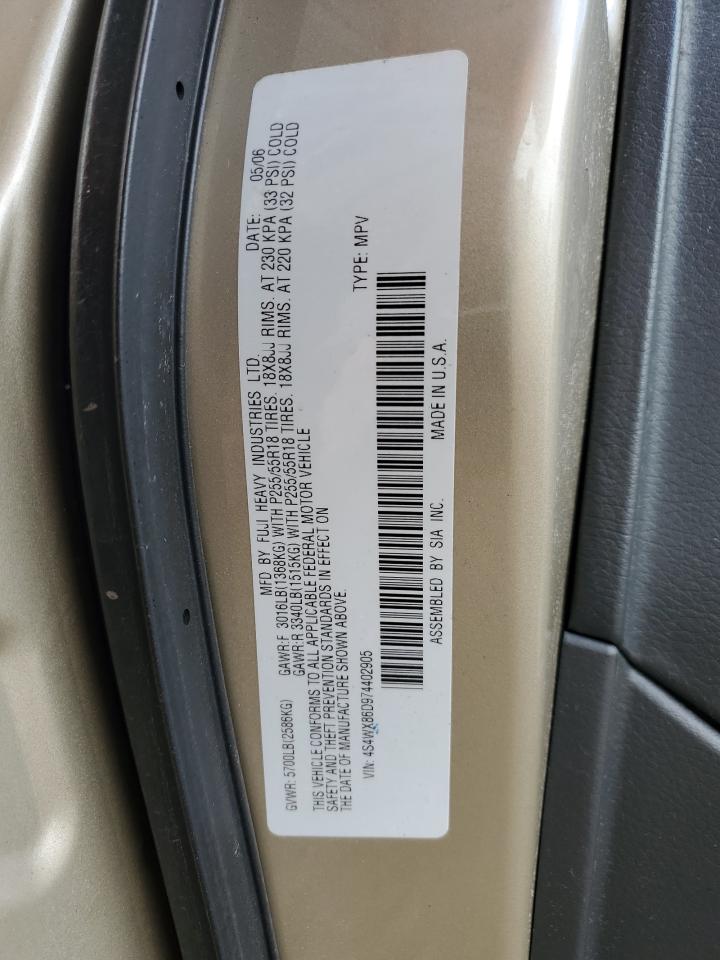 MFD BY FUJI HEAVY INDUSTRIES LTD. DATE: 05/06
GVWR: 5700LB(2586KG) GAWR:F 3016LB(1368KG) WITH P255/55R18 TIRES. 18X8JJ RIMS. AT 230 KPA (33 PSI) COLD
GAWR:R 3340LB(1515KG) WITH P255/55R18 TIRES. 18X8JJ RIMS. AT 220 KPA (32 PSI) COLD
THIS VEHICLE CONFORMS TO ALL APPLICABLE FEDERAL MOTOR VEHICLE
SAFETY AND THEFT PREVENTION STANDARDS IN EFFECT ON
THE DATE OF MANUFACTURE SHOWN ABOVE.
VIN: 4S4WX86D974402905 TYPE: MPV
ASSEMBLED BY SIA INC. MADE IN U.S.A.